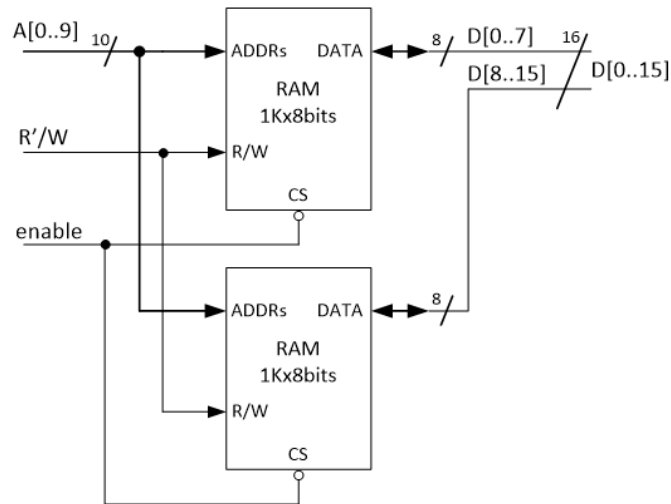 A[0..9]
10
ADDRs
DATA
8
D[0..7]
16
RAM
1Kx8bits
D[8..15]
D[0..15]
R'/W
R/W
CS
enable
ADDRs
DATA
8
RAM
1Kx8bits
R/W
CS